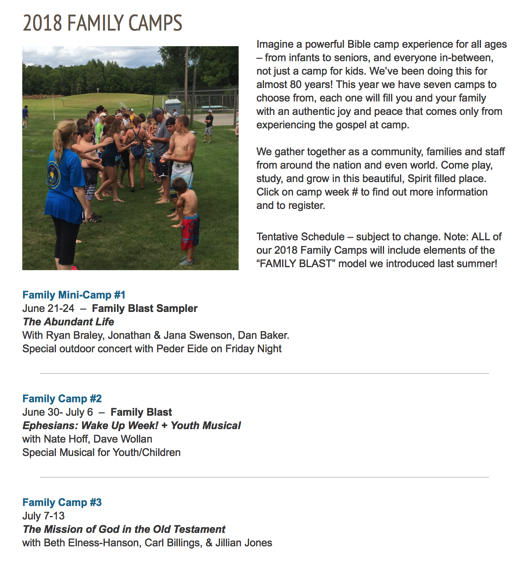 2018 FAMILY CAMPS
Imagine a powerful Bible camp experience for all ages
– from infants to seniors, and everyone in-between,
not just a camp for kids. We've been doing this for
almost 80 years! This year we have seven camps to
choose from, each one will fill you and your family
with an authentic joy and peace that comes only from
experiencing the gospel at camp.
We gather together as a community, families and staff
from around the nation and even world. Come play,
study, and grow in this beautiful, Spirit filled place.
Click on camp week # to find out more information
and to register.
Tentative Schedule – subject to change. Note: ALL of
our 2018 Family Camps will include elements of the
“FAMILY BLAST” model we introduced last summer!
Family Mini-Camp #1
June 21-24 – Family Blast Sampler
The Abundant Life
With Ryan Braley, Jonathan & Jana Swenson, Dan Baker.
Special outdoor concert with Peder Eide on Friday Night
Family Camp #2
June 30- July 6 – Family Blast
Ephesians: Wake Up Week! + Youth Musical
with Nate Hoff, Dave Wollan
Special Musical for Youth/Children
Family Camp #3
July 7-13
The Mission of God in the Old Testament
with Beth Elness-Hanson, Carl Billings, & Jillian Jones